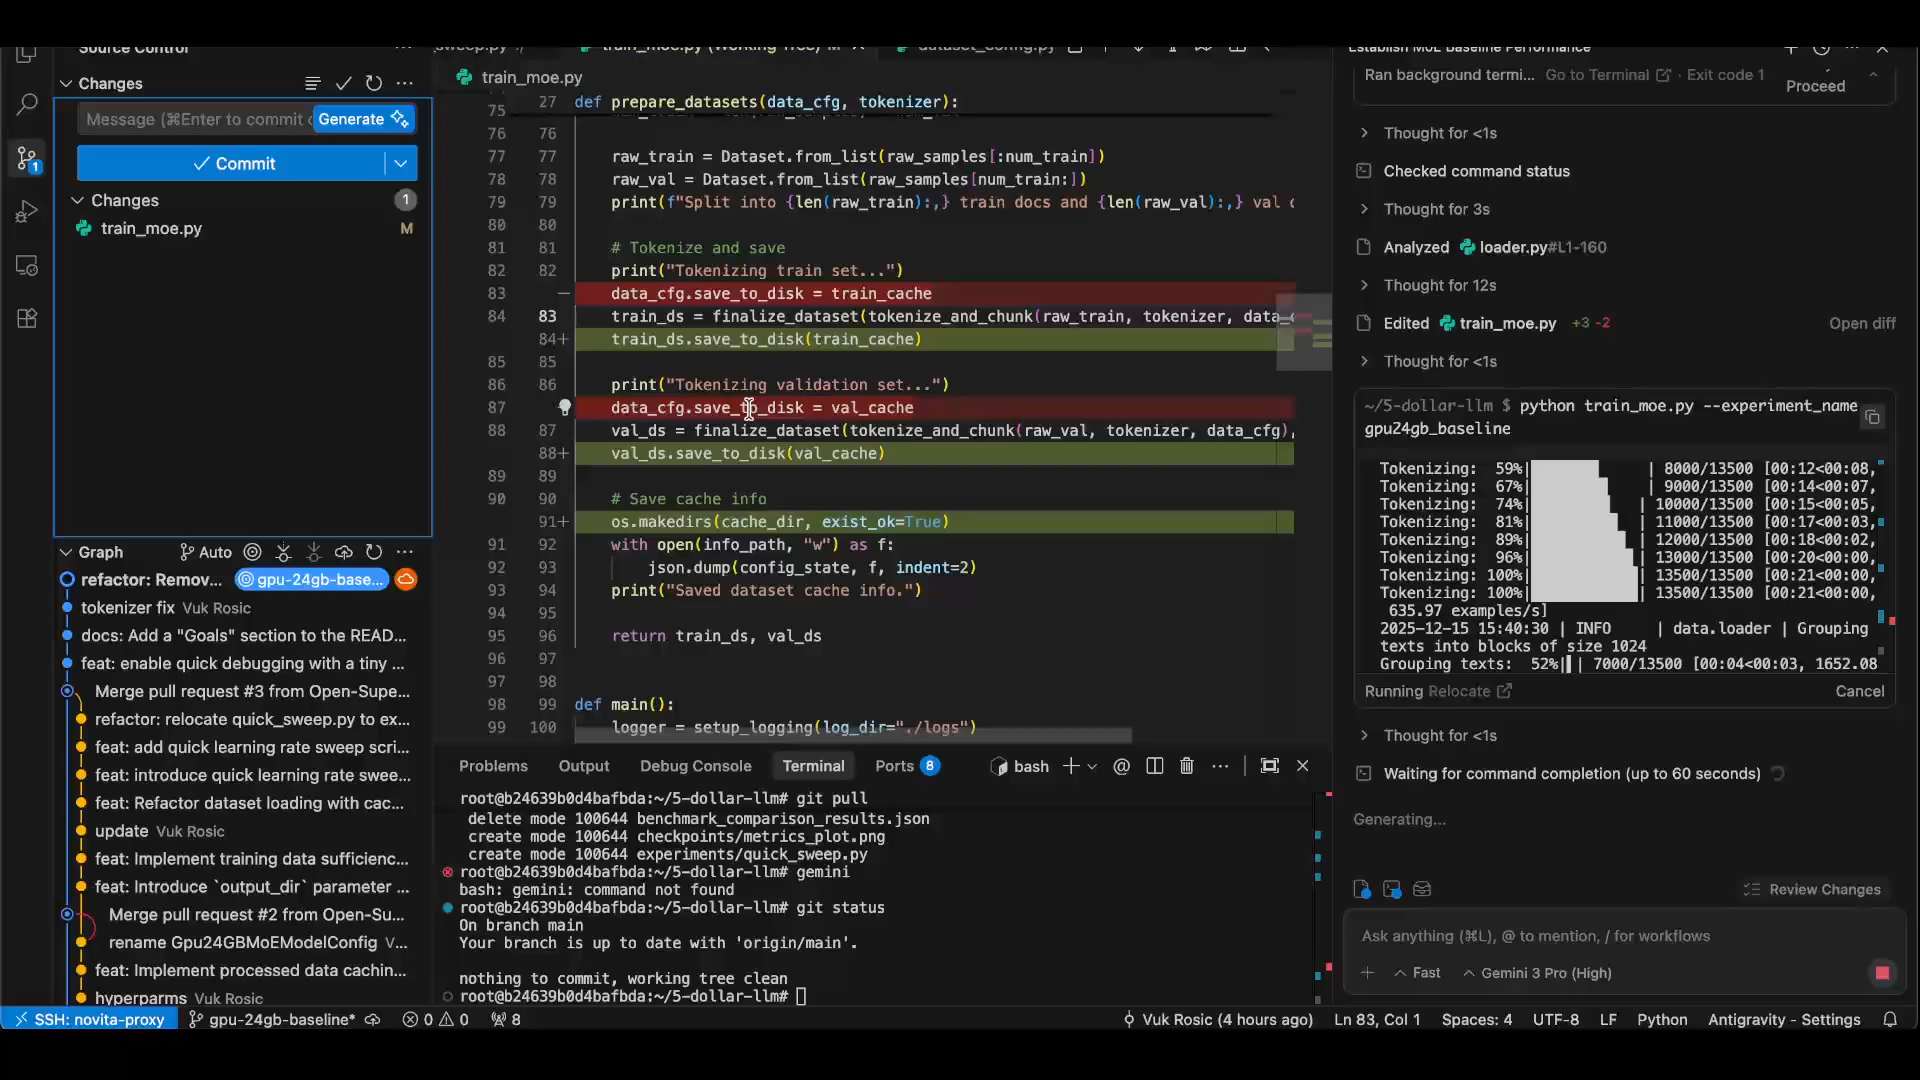 Source Control
Changes
Message (⌘Enter to commit
Generate
Commit
Changes
1
train_moe.py
M
Graph
Auto
refactor: Remov...
gpu-24gb-base...
tokenizer fix Vuk Rosic
docs: Add a "Goals" section to the READ...
feat: enable quick debugging with a tiny ...
Merge pull request #3 from Open-Supe...
refactor: relocate quick_sweep.py to ex...
feat: add quick learning rate sweep scri...
feat: introduce quick learning rate swee...
feat: Refactor dataset loading with cac...
update Vuk Rosic
feat: Implement training data sufficienc...
feat: Introduce `output_dir` parameter ...
Merge pull request #2 from Open-Su...
rename Gpu24GBMoEModelConfig V...
feat: Implement processed data cachin...
hyperparms Vuk Rosic
sweep.py
train_moe.py (Working Tree) M
dataset_config.py
train_moe.py
27 def prepare_datasets(data_cfg, tokenizer):
75
76 76
77 77 raw_train = Dataset.from_list(raw_samples[:num_train])
78 78 raw_val = Dataset.from_list(raw_samples[num_train:])
79 79 print(f"Split into {len(raw_train):,} train docs and {len(raw_val):,} val
80 80
81 81 # Tokenize and save
82 82 print("Tokenizing train set...")
83 — data_cfg.save_to_disk = train_cache
84 83 train_ds = finalize_dataset(tokenize_and_chunk(raw_train, tokenizer, data_
84+ train_ds.save_to_disk(train_cache)
85 85
86 86 print("Tokenizing validation set...")
87 data_cfg.save_to_disk = val_cache
88 87 val_ds = finalize_dataset(tokenize_and_chunk(raw_val, tokenizer, data_cfg),
88+ val_ds.save_to_disk(val_cache)
89 89
90 90 # Save cache info
91+ os.makedirs(cache_dir, exist_ok=True)
91 92 with open(info_path, "w") as f:
92 93 json.dump(config_state, f, indent=2)
93 94 print("Saved dataset cache info.")
94 95
95 96 return train_ds, val_ds
96 97
97 98
98 99 def main():
99 100 logger = setup_logging(log_dir="./logs")
Problems
Output
Debug Console
Terminal
Ports 8
bash
root@b24639b0d4bafbda:~/5-dollar-llm# git pull
delete mode 100644 benchmark_comparison_results.json
create mode 100644 checkpoints/metrics_plot.png
create mode 100644 experiments/quick_sweep.py
root@b24639b0d4bafbda:~/5-dollar-llm# gemini
bash: gemini: command not found
root@b24639b0d4bafbda:~/5-dollar-llm# git status
On branch main
Your branch is up to date with 'origin/main'.
nothing to commit, working tree clean
root@b24639b0d4bafbda:~/5-dollar-llm#
Establish MoE Baseline Performance
Ran background termi... Go to Terminal Exit code 1
Proceed
Thought for <1s
Checked command status
Thought for 3s
Analyzed loader.py#L1-160
Thought for 12s
Edited train_moe.py +3 -2 Open diff
Thought for <1s
~/5-dollar-llm $ python train_moe.py --experiment_name
gpu24gb_baseline
Tokenizing: 59%| | 8000/13500 [00:12<00:08,
Tokenizing: 67%| | 9000/13500 [00:14<00:07,
Tokenizing: 74%| | 10000/13500 [00:15<00:05,
Tokenizing: 81%| | 11000/13500 [00:17<00:03,
Tokenizing: 89%| | 12000/13500 [00:18<00:02,
Tokenizing: 96%| | 13000/13500 [00:20<00:00,
Tokenizing: 100%| | 13500/13500 [00:21<00:00,
Tokenizing: 100%| | 13500/13500 [00:21<00:00,
635.97 examples/s]
2025-12-15 15:40:30 | INFO | data.loader | Grouping
texts into blocks of size 1024
Grouping texts: 52%| | 7000/13500 [00:04<00:03, 1652.08
Running Relocate
Cancel
Thought for <1s
Waiting for command completion (up to 60 seconds)
Generating...
Review Changes
Ask anything (⌘L), @ to mention, / for workflows
Fast
Gemini 3 Pro (High)
SSH: novita-proxy
gpu-24gb-baseline*
0 0
8
Vuk Rosic (4 hours ago)
Ln 83, Col 1
Spaces: 4
UTF-8
LF
Python
Antigravity - Settings